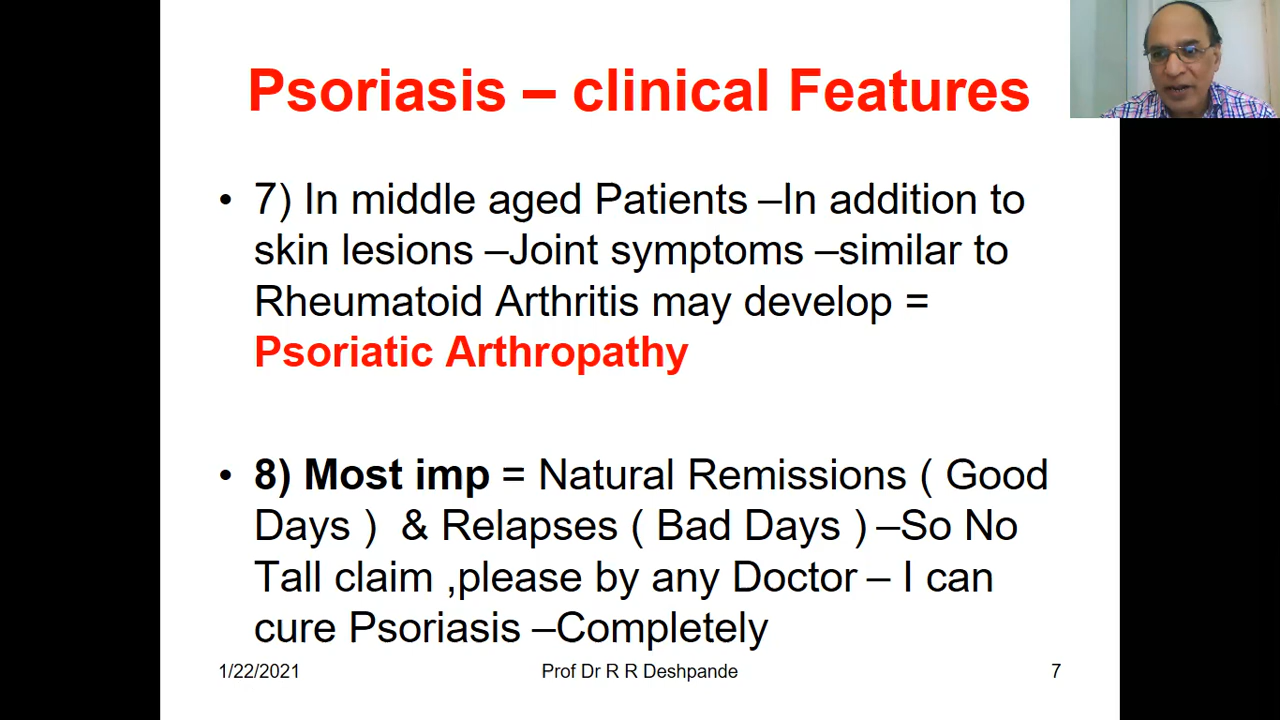 Psoriasis – clinical Features
• 7) In middle aged Patients –In addition to
skin lesions –Joint symptoms –similar to
Rheumatoid Arthritis may develop =
Psoriatic Arthropathy
• 8) Most imp = Natural Remissions ( Good
Days ) & Relapses ( Bad Days ) –So No
Tall claim ,please by any Doctor – I can
cure Psoriasis –Completely
1/22/2021 Prof Dr R R Deshpande 7